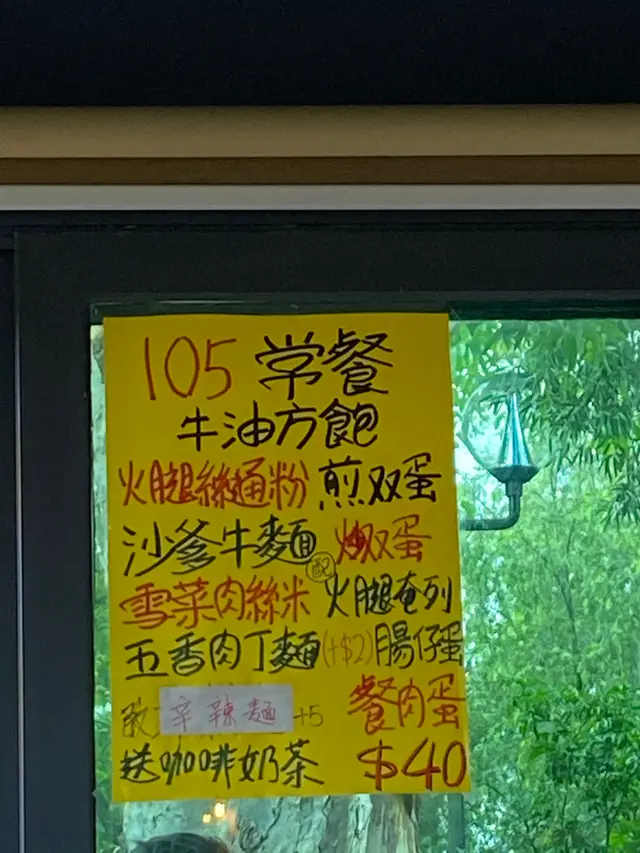 105 常餐
牛油方飽
火腿絲通粉 煎双蛋
沙爹牛麵 炒双蛋
配
雪菜肉絲米 火腿奄列
五香肉丁麵(+$2) 腸仔蛋
辛辣麵 +5 餐肉蛋
送咖啡奶茶 $40